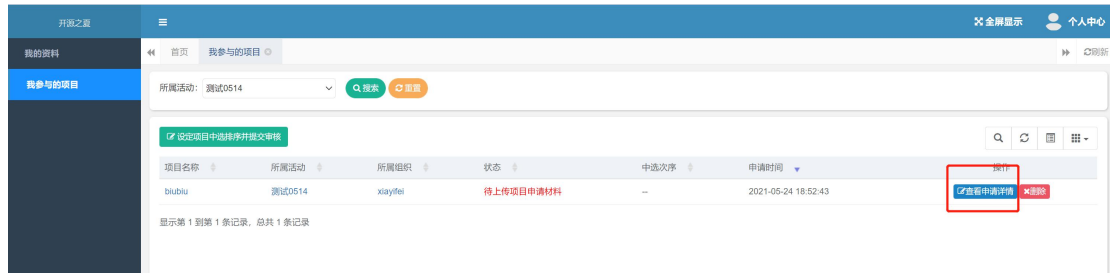 开源之夏 全屏显示 个人中心
我的资料 首页 我参与的项目 刷新
我参与的项目 所属活动: 测试0514 搜索 重置
设定项目中选排序并提交审核
项目名称 所属活动 所属组织 状态 中选次序 申请时间 操作
biubiu 测试0514 xiayifei 待上传项目申请材料 -- 2021-05-24 18:52:43 查看申请详情 删除
显示第 1 到第 1 条记录，总共 1 条记录